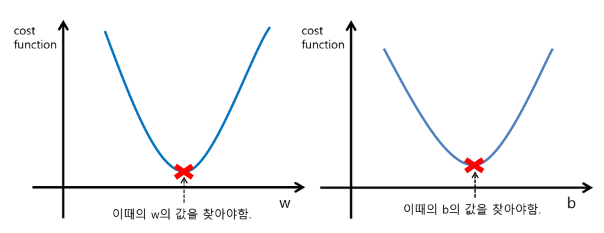 cost
function
w
이때의 w의 값을 찾아야함.
cost
function
b
이때의 b의 값을 찾아야함.